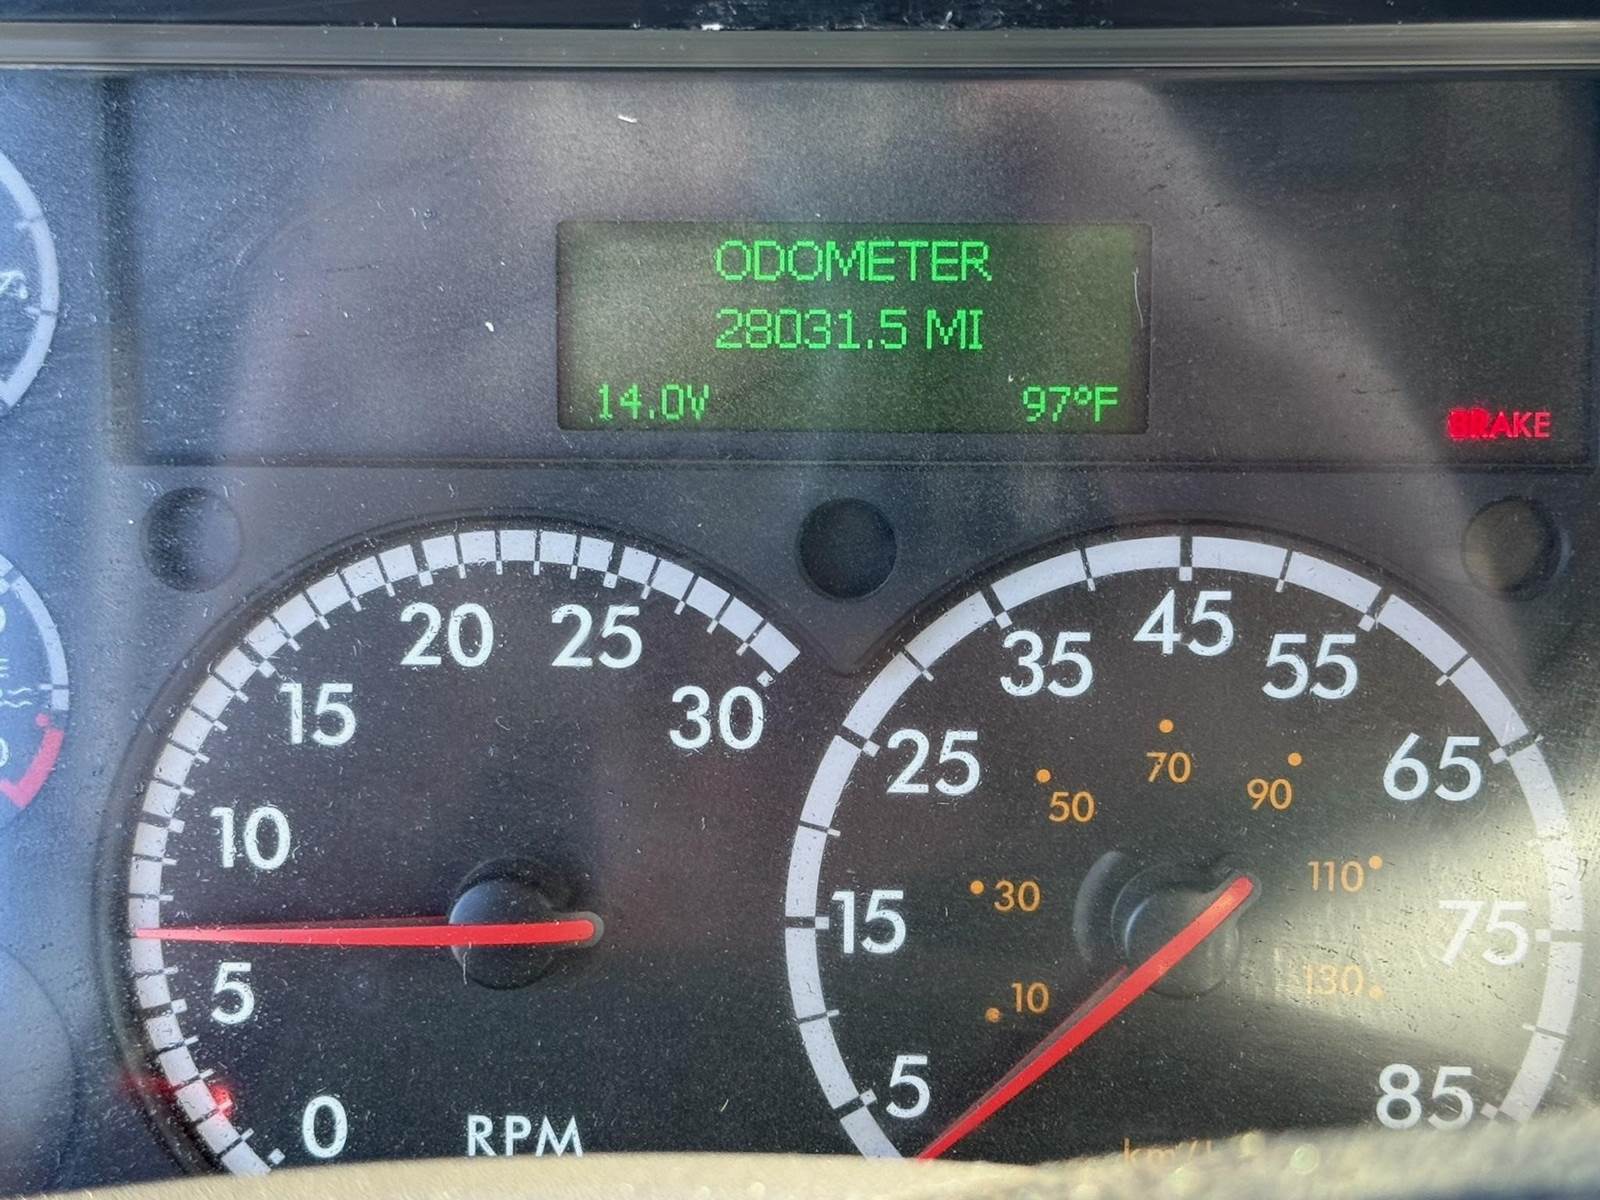 ODOMETER
28031.5 MI
14.0V 97°F
BRAKE
0 5 10 15 20 25 30
RPM
5 15 25 35 45 55 65 75 85
10 30 50 70 90 110 130
km/